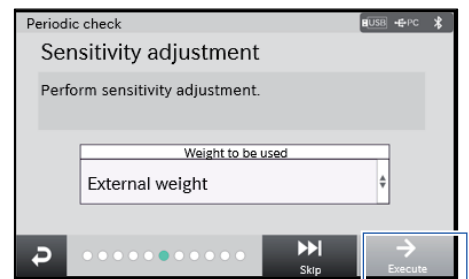 Periodic check USB PC
Sensitivity adjustment
Perform sensitivity adjustment.
Weight to be used
External weight
Skip Execute